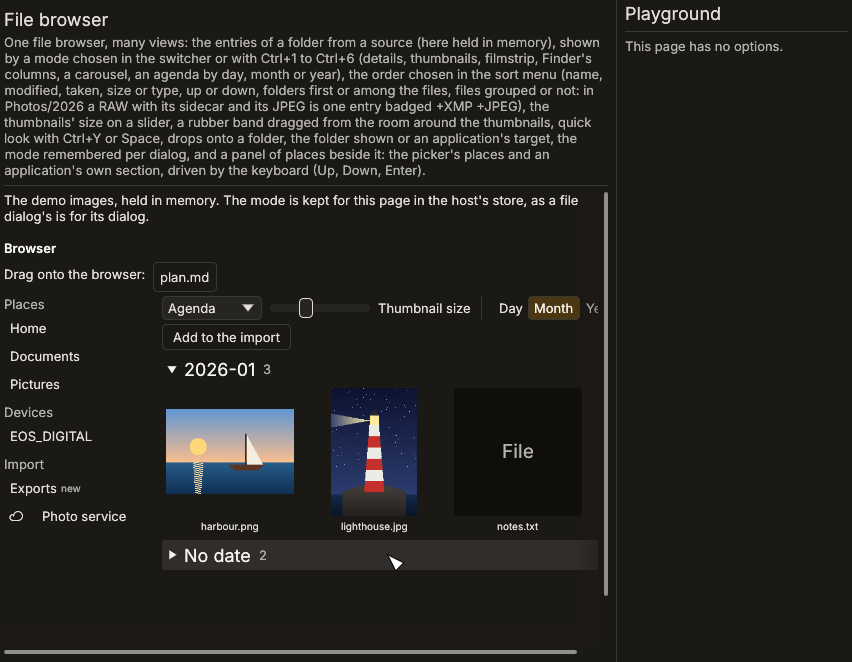 File browser
One file browser, many views: the entries of a folder from a source (here held in memory), shown
by a mode chosen in the switcher or with Ctrl+1 to Ctrl+6 (details, thumbnails, filmstrip, Finder's
columns, a carousel, an agenda by day, month or year), the order chosen in the sort menu (name,
modified, taken, size or type, up or down, folders first or among the files, files grouped or not: in
Photos/2026 a RAW with its sidecar and its JPEG is one entry badged +XMP +JPEG), the
thumbnails' size on a slider, a rubber band dragged from the room around the thumbnails, quick
look with Ctrl+Y or Space, drops onto a folder, the folder shown or an application's target, the
mode remembered per dialog, and a panel of places beside it: the picker's places and an
application's own section, driven by the keyboard (Up, Down, Enter).
The demo images, held in memory. The mode is kept for this page in the host's store, as a file
dialog's is for its dialog.
Browser
Drag onto the browser: plan.md
Places
Home
Documents
Pictures
Devices
EOS_DIGITAL
Import
Exports new
Photo service
Agenda Thumbnail size Day Month Ye
Add to the import
2026-01 3
File
harbour.png lighthouse.jpg notes.txt
No date 2
Playground
This page has no options.